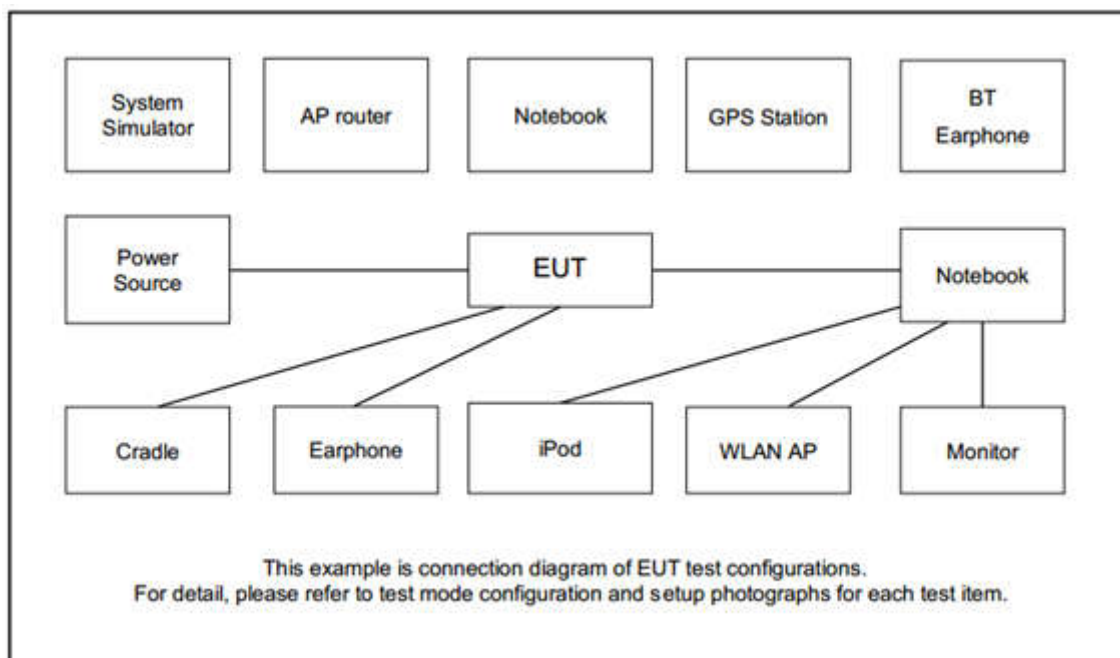 System
Simulator
AP router
Notebook
GPS Station
BT
Earphone
Power
Source
EUT
Notebook
Cradle
Earphone
iPod
WLAN AP
Monitor
This example is connection diagram of EUT test configurations.
For detail, please refer to test mode configuration and setup photographs for each test item.